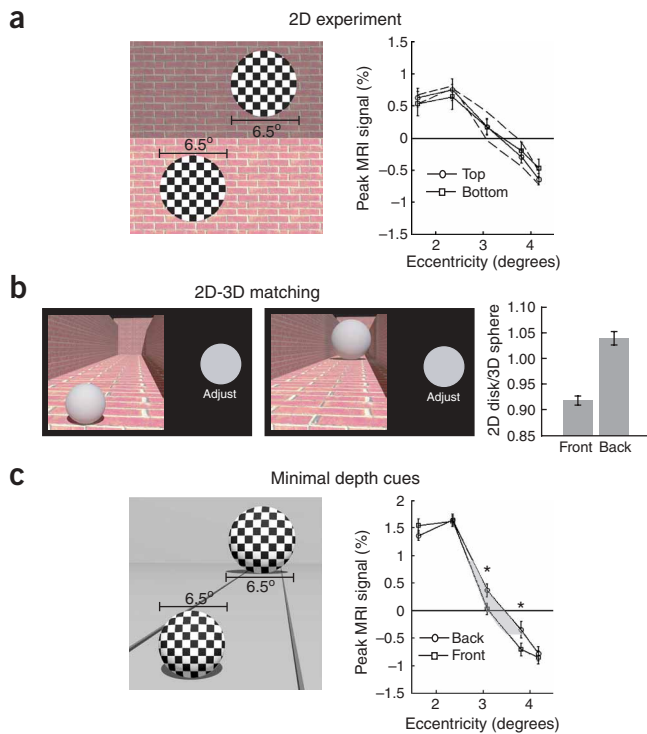 a
2D experiment
6.5°
6.5°
Peak MRI signal (%)
1.5
1.0
0.5
0
–0.5
–1
–1.5
Top
Bottom
2 3 4
Eccentricity (degrees)
b
2D-3D matching
Adjust
Adjust
2D disk/3D sphere
1.10
1.05
1.00
0.95
0.90
0.85
Front Back
c
Minimal depth cues
6.5°
6.5°
Peak MRI signal (%)
2
1.5
1
0.5
0
–0.5
–1
–1.5
* *
Back
Front
2 3 4
Eccentricity (degrees)